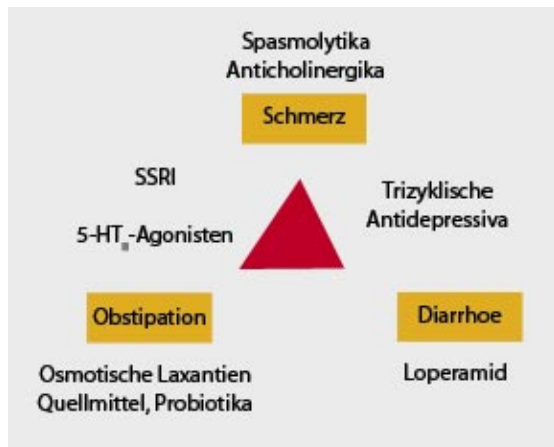 Spasmolytika
Anticholinergika
Schmerz
SSRI
Trizyklische
Antidepressiva
5-HT -Agonisten
Obstipation
Diarrhoe
Osmotische Laxantien
Quellmittel, Probiotika
Loperamid